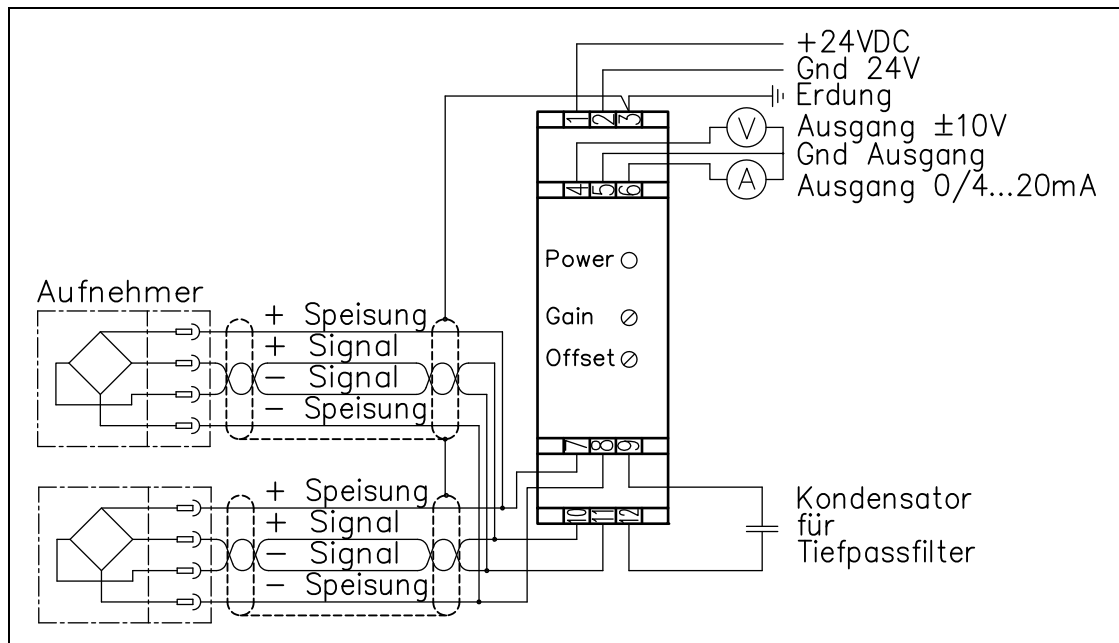 +24VDC
Gnd 24V
Erdung
1 2 3
V
Ausgang ±10V
Gnd Ausgang
4 5 6
A
Ausgang 0/4...20mA
Power
Gain
Offset
Aufnehmer
+ Speisung
+ Signal
− Signal
− Speisung
7 8 9
+ Speisung
+ Signal
− Signal
− Speisung
10 11 12
Kondensator
für
Tiefpassfilter